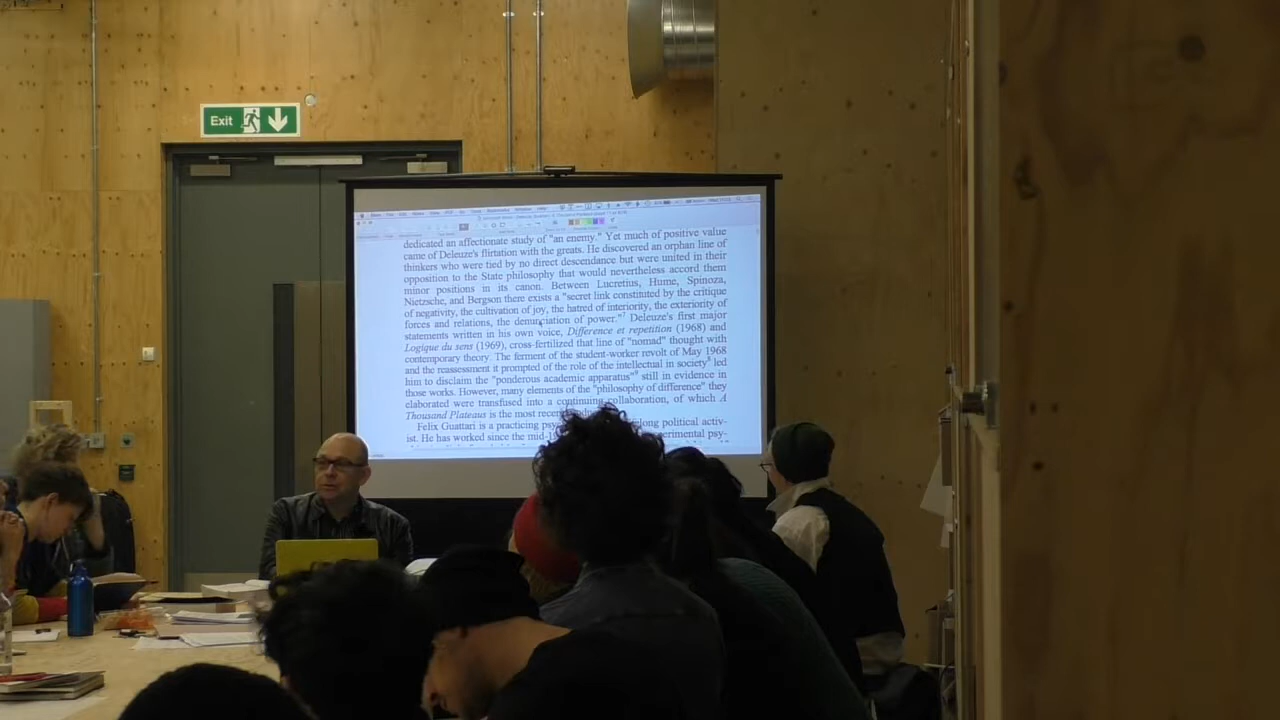 Exit
dedicated an affectionate study of "an enemy." Yet much of positive value
came of Deleuze's flirtation with the greats. He discovered an orphan line of
thinkers who were tied by no direct descendance but were united in their
opposition to the State philosophy that would nevertheless accord them
minor positions in its canon. Between Lucretius, Hume, Spinoza,
Nietzsche, and Bergson there exists a "secret link constituted by the critique
of negativity, the cultivation of joy, the hatred of interiority, the exteriority of
forces and relations, the denunciation of power."7 Deleuze's first major
statements written in his own voice, Différence et repetition (1968) and
Logique du sens (1969), cross-fertilized that line of "nomad" thought with
contemporary theory. The ferment of the student-worker revolt of May 1968
and the reassessment it prompted of the role of the intellectual in society8 led
him to disclaim the "ponderous academic apparatus"9 still in evidence in
those works. However, many elements of the "philosophy of difference" they
elaborated were transfused into a continuing collaboration, of which A
Thousand Plateaus is the most recent
Felix Guattari is a practicing long political activ-
ist. He has worked since the psy-